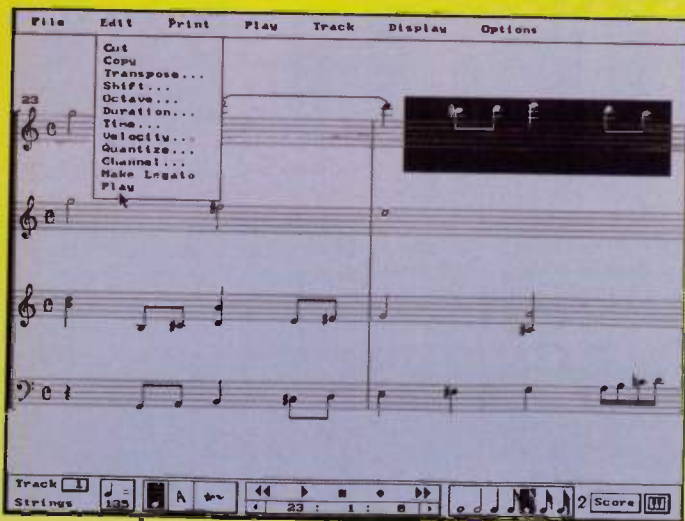 File Edit Print Play Track Display Options
Cut
Copy
Transpose...
Shift...
Octave...
Duration...
Time...
Velocity...
Quantize...
Channel...
Make Legato
Play
23
Track 1
Strings
135
A
23 : 1 : 0
2 Score